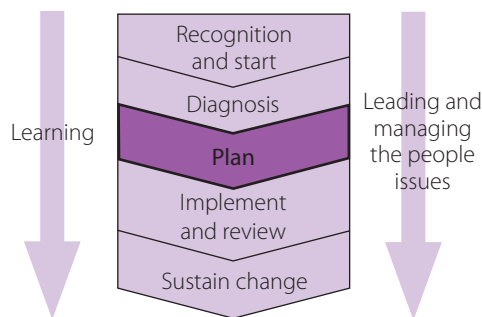 Recognition
and start
Diagnosis
Plan
Implement
and review
Sustain change
Learning
Leading and
managing
the people
issues